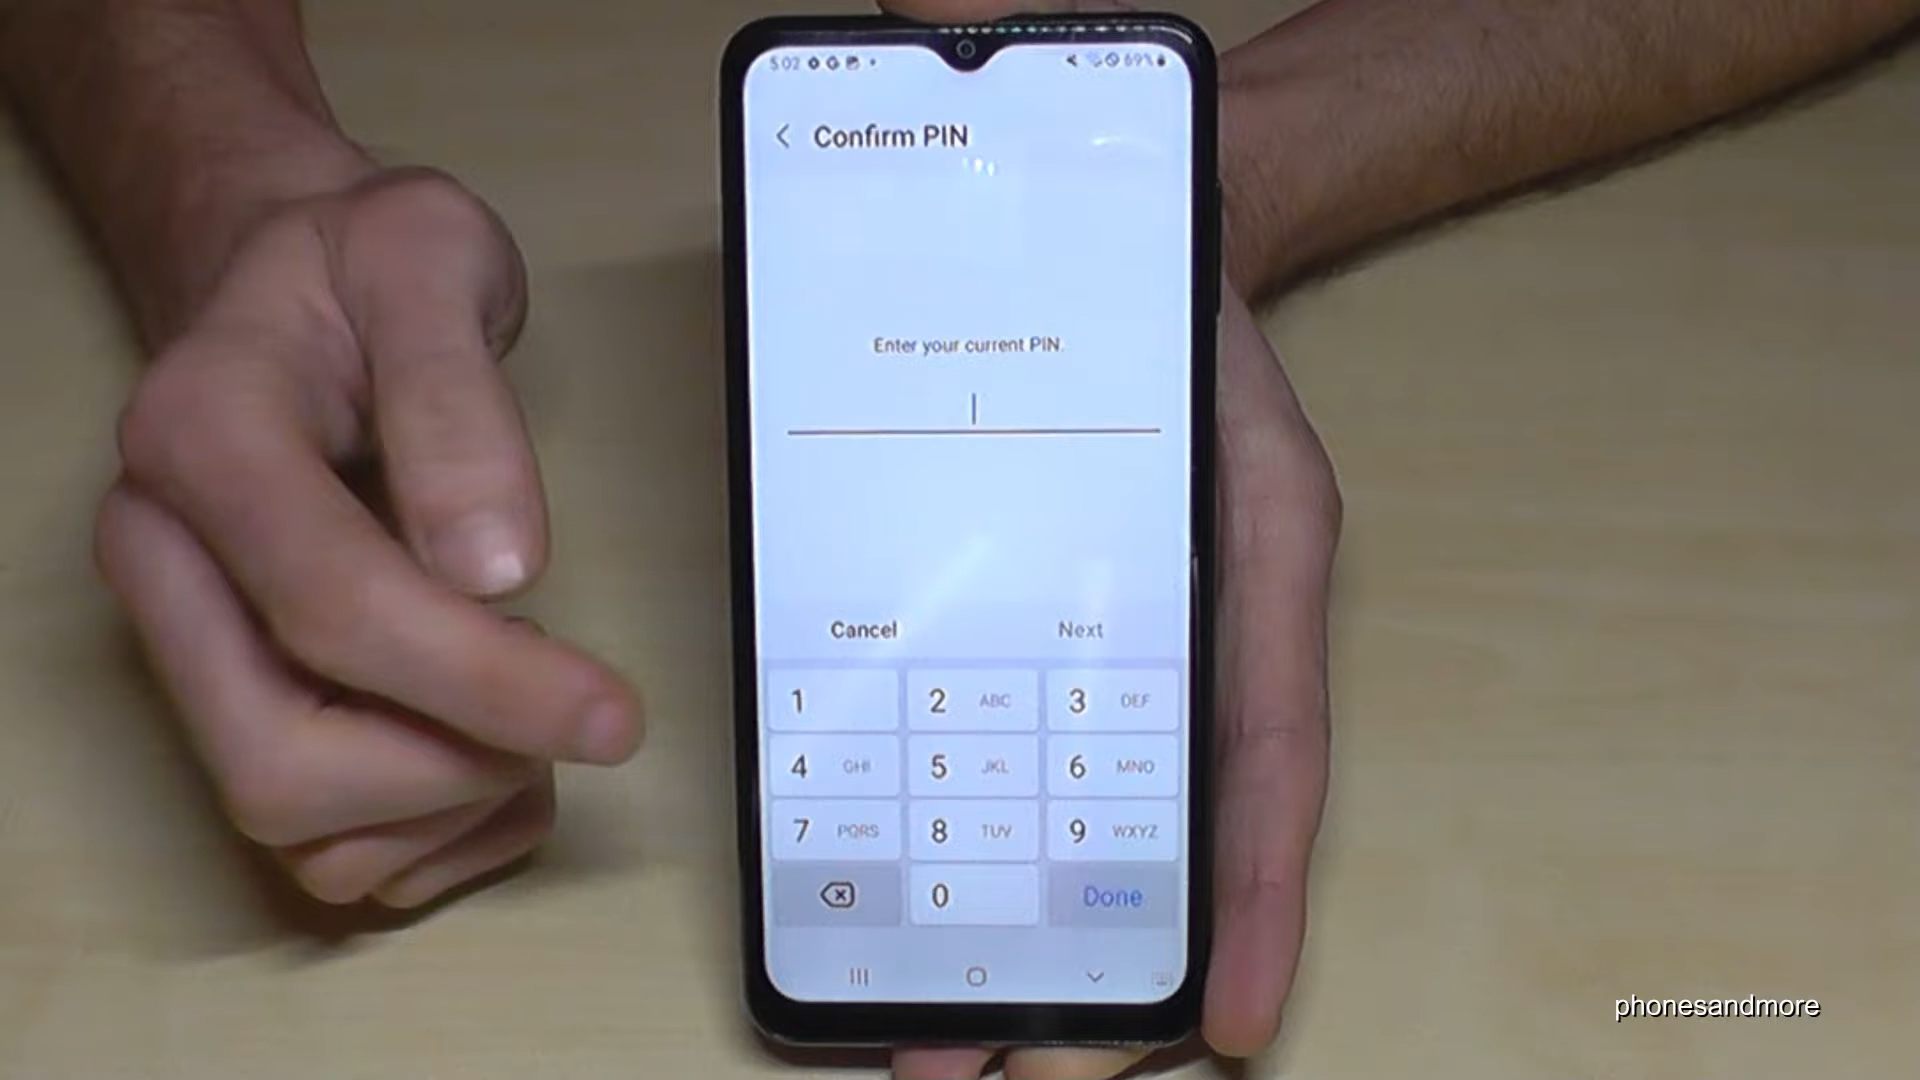 5:02 69%
Confirm PIN
Enter your current PIN.
Cancel Next
1 2 ABC 3 DEF
4 GHI 5 JKL 6 MNO
7 PQRS 8 TUV 9 WXYZ
0 Done
phonesandmore